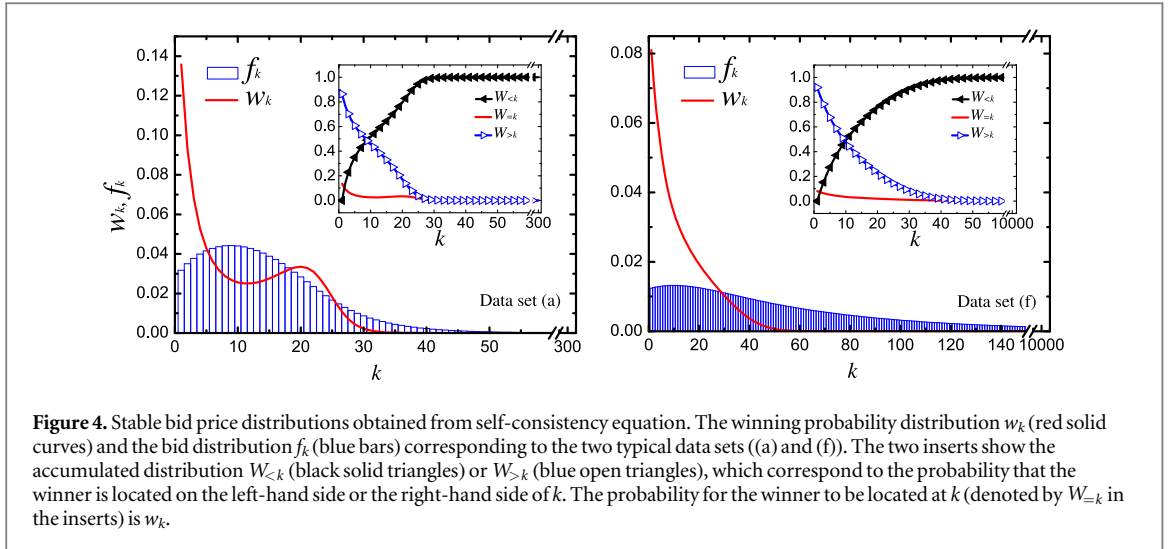 0.14
0.12
0.10
0.08
0.06
0.04
0.02
0.00
w_k, f_k
f_k
w_k
1.0
0.8
0.6
0.4
0.2
0.0
W_{<k}
W_{=k}
W_{>k}
0 10 20 30 40 50 300
k
Data set (a)
0 10 20 30 40 50 300
k
0.08
0.06
0.04
0.02
0.00
f_k
w_k
1.0
0.8
0.6
0.4
0.2
0.0
W_{<k}
W_{=k}
W_{>k}
0 10 20 30 40 50 10000
k
Data set (f)
0 20 40 60 80 100 120 140 10000
k
Figure 4. Stable bid price distributions obtained from self-consistency equation. The winning probability distribution w_k (red solid
curves) and the bid distribution f_k (blue bars) corresponding to the two typical data sets ((a) and (f)). The two inserts show the
accumulated distribution W_{<k} (black solid triangles) or W_{>k} (blue open triangles), which correspond to the probability that the
winner is located on the left-hand side or the right-hand side of k. The probability for the winner to be located at k (denoted by W_{=k} in
the inserts) is w_k.